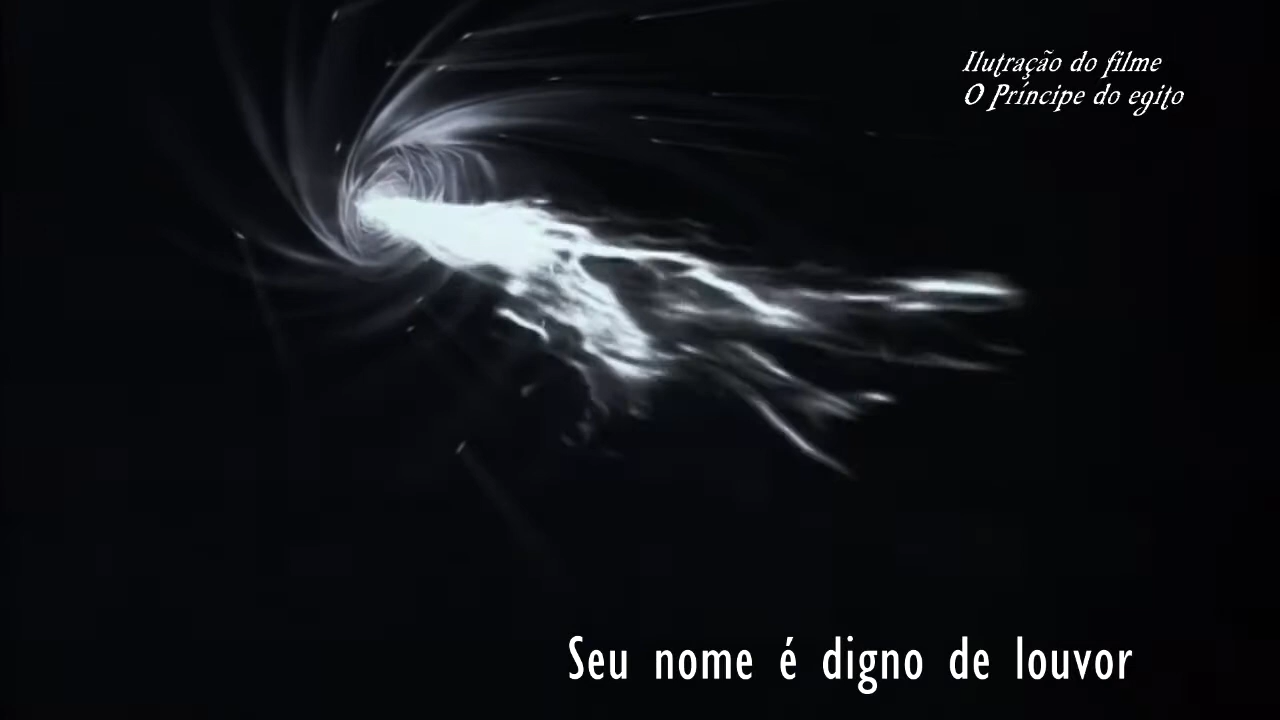 Ilutração do filme
O Príncipe do egito
Seu nome é digno de louvor